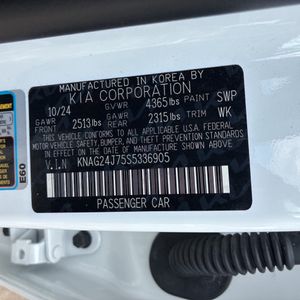 MANUFACTURED IN KOREA BY
KIA CORPORATION
10/24 GVWR 4365 lbs PAINT SWP
GAWR FRONT 2513 lbs GAWR REAR 2315 lbs TRIM WK
THIS VEHICLE CONFORMS TO ALL APPLICABLE U.S.A. FEDERAL
MOTOR VEHICLE SAFETY, BUMPER, AND THEFT PREVENTION STANDARDS
IN EFFECT ON THE DATE OF MANUFACTURE SHOWN ABOVE.
V.I.N. KNAG24J75S5336905
PASSENGER CAR
E60